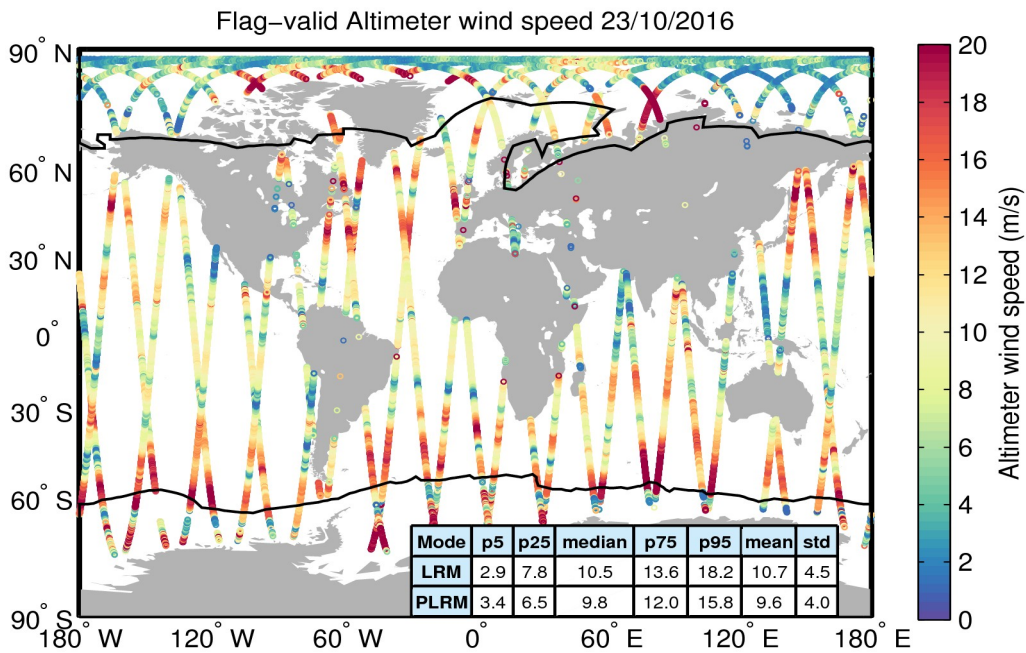 Flag−valid Altimeter wind speed 23/10/2016
90° N
60° N
30° N
0°
30° S
60° S
90° S
180° W
120° W
60° W
0°
60° E
120° E
180° E
Mode p5 p25 median p75 p95 mean std
LRM 2.9 7.8 10.5 13.6 18.2 10.7 4.5
PLRM 3.4 6.5 9.8 12.0 15.8 9.6 4.0
20
18
16
14
12
10
8
6
4
2
0
Altimeter wind speed (m/s)